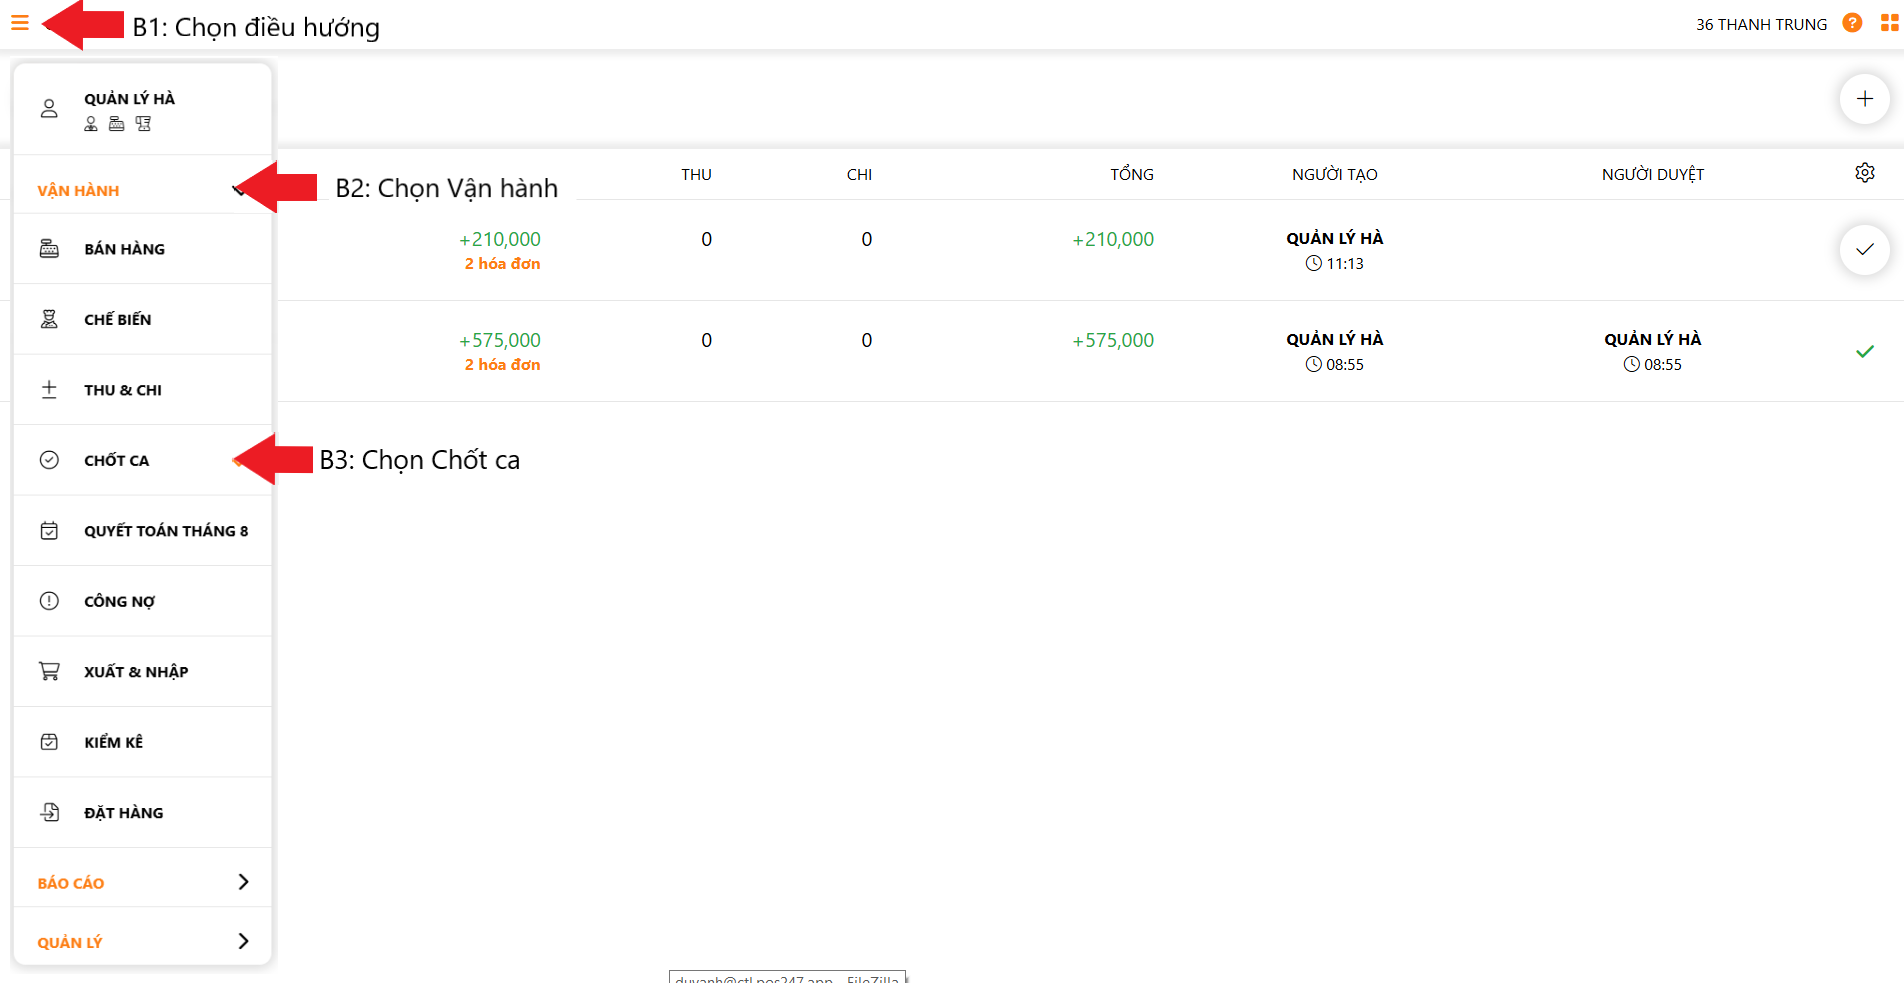 B1: Chọn điều hướng
36 THANH TRUNG
?
QUẢN LÝ HÀ
VẬN HÀNH
B2: Chọn Vận hành
THU CHI TỔNG NGƯỜI TẠO NGƯỜI DUYỆT
BÁN HÀNG
+210,000 0 0 +210,000 QUẢN LÝ HÀ
2 hóa đơn 11:13
CHẾ BIẾN
+575,000 0 0 +575,000 QUẢN LÝ HÀ QUẢN LÝ HÀ
2 hóa đơn 08:55 08:55
THU & CHI
CHỐT CA
B3: Chọn Chốt ca
QUYẾT TOÁN THÁNG 8
CÔNG NỢ
XUẤT & NHẬP
KIỂM KÊ
ĐẶT HÀNG
BÁO CÁO
QUẢN LÝ
duyanh@ctl.pos247.app - FileZilla